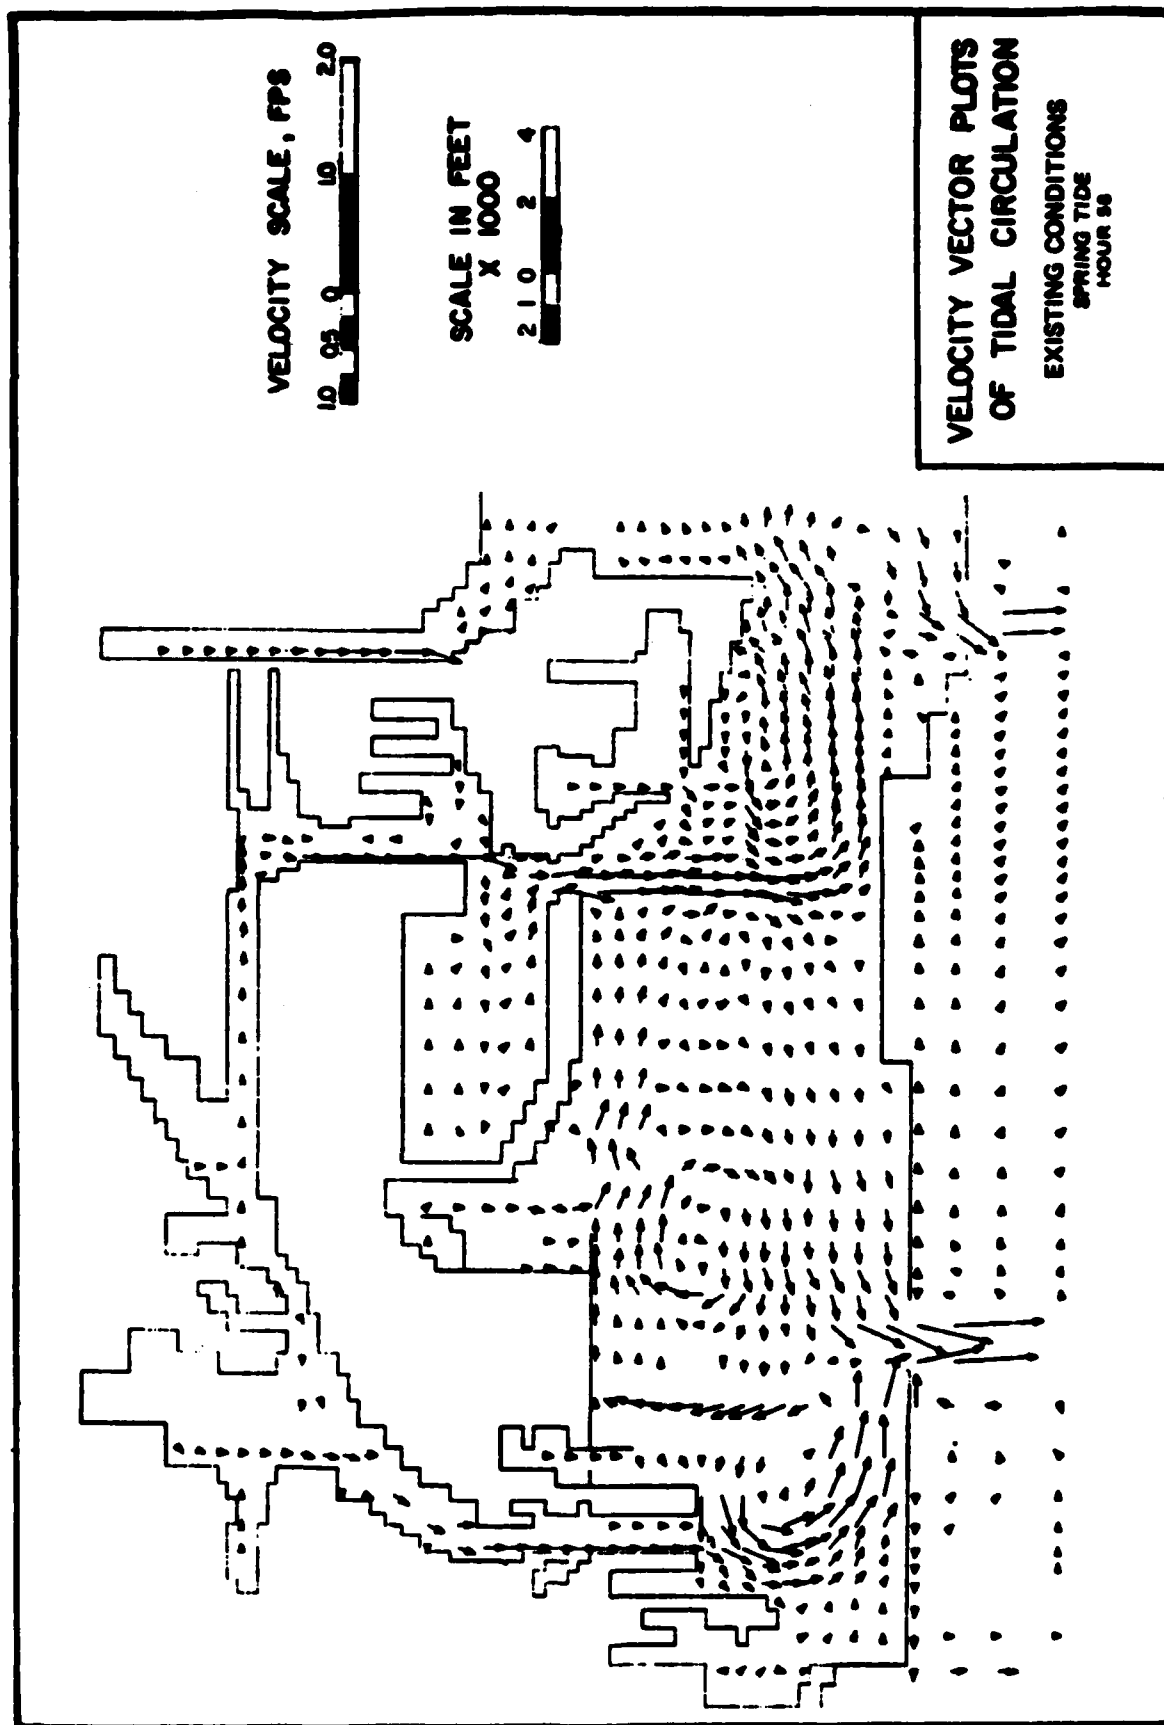 VELOCITY SCALE, FPS
1.0 0.5 0 1.0 2.0
SCALE IN FEET
X 1000
2 1 0 2 4
VELOCITY VECTOR PLOTS
OF TIDAL CIRCULATION
EXISTING CONDITIONS
SPRING TIDE
HOUR